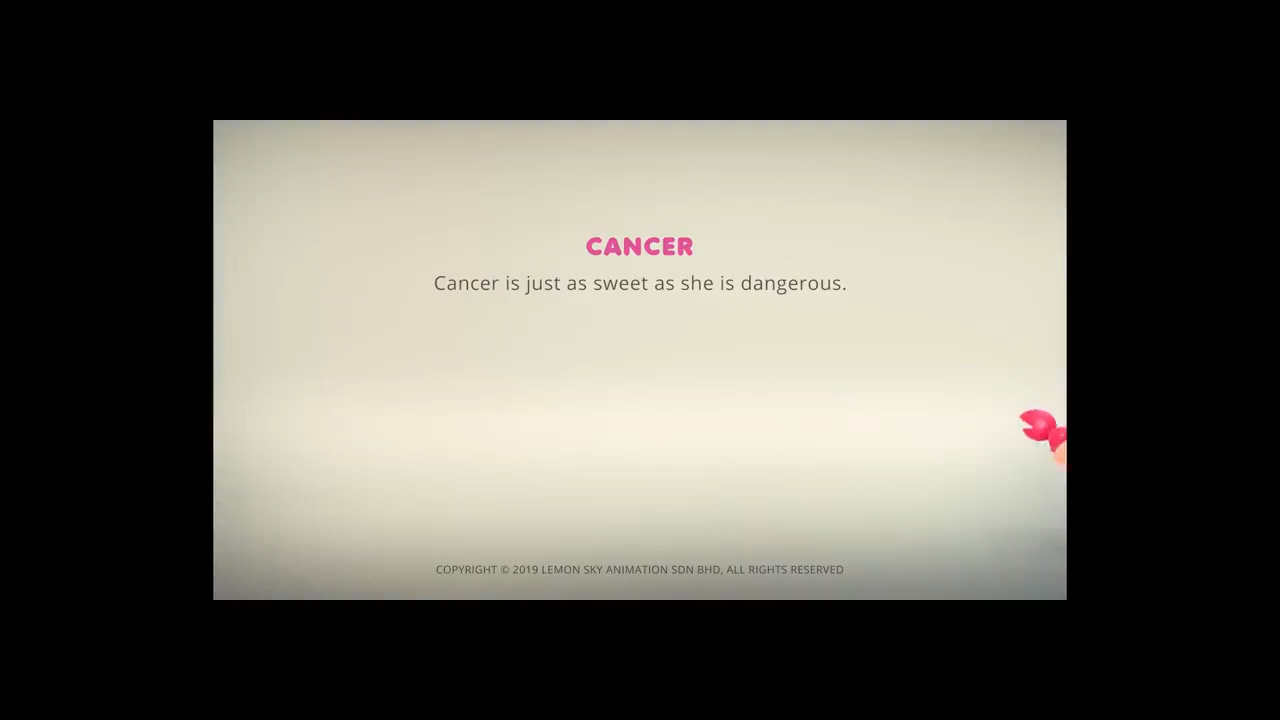 CANCER
Cancer is just as sweet as she is dangerous.
COPYRIGHT © 2019 LEMON SKY ANIMATION SDN BHD, ALL RIGHTS RESERVED